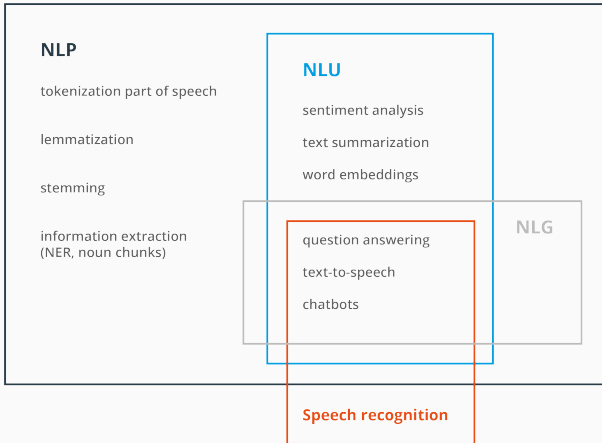 NLP
tokenization part of speech
lemmatization
stemming
information extraction
(NER, noun chunks)
NLU
sentiment analysis
text summarization
word embeddings
NLG
question answering
text-to-speech
chatbots
Speech recognition